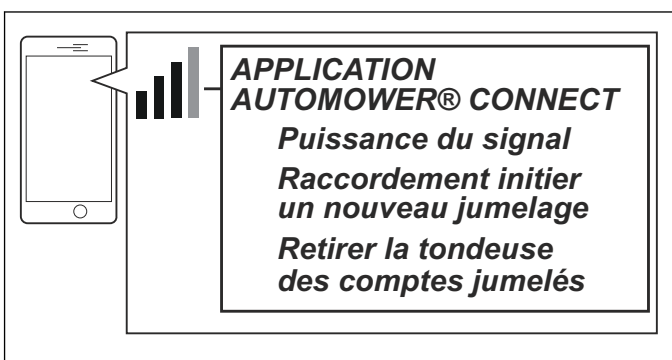 APPLICATION
AUTOMOWER® CONNECT
Puissance du signal
Raccordement initier
un nouveau jumelage
Retirer la tondeuse
des comptes jumelés